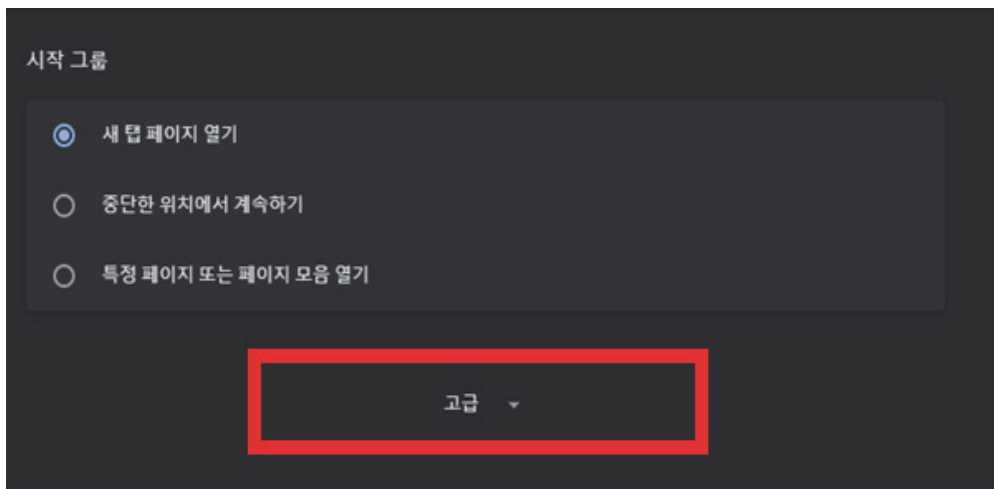 시작 그룹
새 탭 페이지 열기
중단한 위치에서 계속하기
특정 페이지 또는 페이지 모음 열기
고급